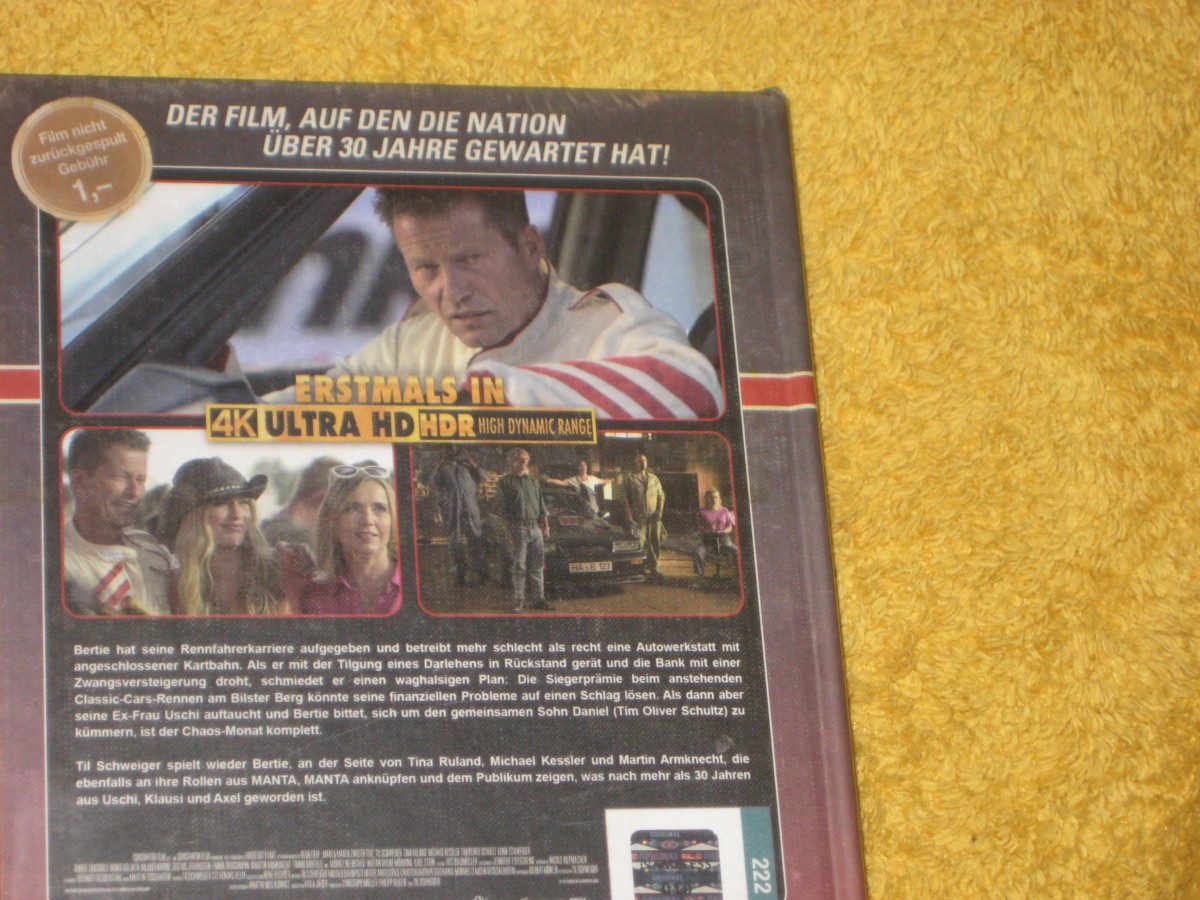 Film nicht
zurückgespult
Gebühr
1,-
DER FILM, AUF DEN DIE NATION
ÜBER 30 JAHRE GEWARTET HAT!
ERSTMALS IN
4K ULTRA HD HDR HIGH DYNAMIC RANGE
HA B 123
Bertie hat seine Rennfahrerkarriere aufgegeben und betreibt mehr schlecht als recht eine Autowerkstatt mit
angeschlossener Kartbahn. Als er mit der Tilgung eines Darlehens in Rückstand gerät und die Bank mit einer
Zwangsversteigerung droht, schmiedet er einen waghalsigen Plan: Die Siegerprämie beim anstehenden
Classic-Cars-Rennen am Bilster Berg könnte seine finanziellen Probleme auf einen Schlag lösen. Als dann aber
seine Ex-Frau Uschi auftaucht und Bertie bittet, sich um den gemeinsamen Sohn Daniel (Tim Oliver Schultz) zu
kümmern, ist der Chaos-Monat komplett.
Til Schweiger spielt wieder Bertie, an der Seite von Tina Ruland, Michael Kessler und Martin Armknecht, die
ebenfalls an ihre Rollen aus MANTA, MANTA anknüpfen und dem Publikum zeigen, was nach mehr als 30 Jahren
aus Uschi, Klausi und Axel geworden ist.
ORIGINAL
222